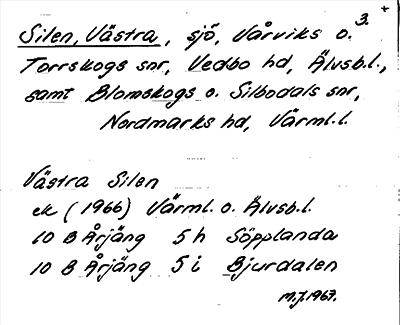 3. +
Silen, Västra, sjö, Vårviks o.
Torrskogs snr, Vedbo hd, Älvsb.l.,
samt Blomskogs o. Silbodals snr,
Nordmarks hd, Värml.l.
Västra Silen
ek (1966) Värml. o. Älvsb.l.
10 B Årjäng 5 h Söpplanda
10 B Årjäng 5 i Bjurdalen
M.J. 1967.